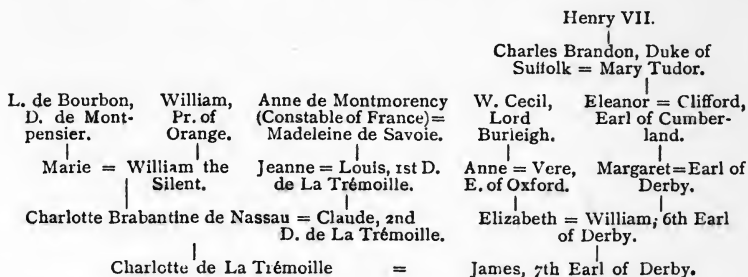 Henry VII.
Charles Brandon, Duke of
Suffolk = Mary Tudor.
L. de Bourbon, William, Anne de Montmorency W. Cecil, Eleanor = Clifford,
D. de Mont- Pr. of (Constable of France)= Lord Earl of Cumber-
pensier. Orange. Madeleine de Savoie. Burleigh. land.
Marie = William the Jeanne = Louis, 1st D. Anne = Vere, Margaret=Earl of
Silent. de La Trémoille. E. of Oxford. Derby.
Charlotte Brabantine de Nassau = Claude, 2nd Elizabeth = William, 6th Earl
D. de La Trémoille. of Derby.
Charlotte de La Trémoille = James, 7th Earl of Derby.